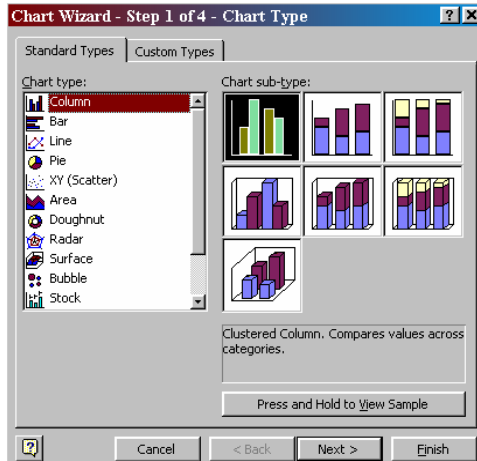 Chart Wizard - Step 1 of 4 - Chart Type
Standard Types Custom Types
Chart type:
Column
Bar
Line
Pie
XY (Scatter)
Area
Doughnut
Radar
Surface
Bubble
Stock
Chart sub-type:
Clustered Column. Compares values across
categories.
Press and Hold to View Sample
Cancel < Back Next > Finish